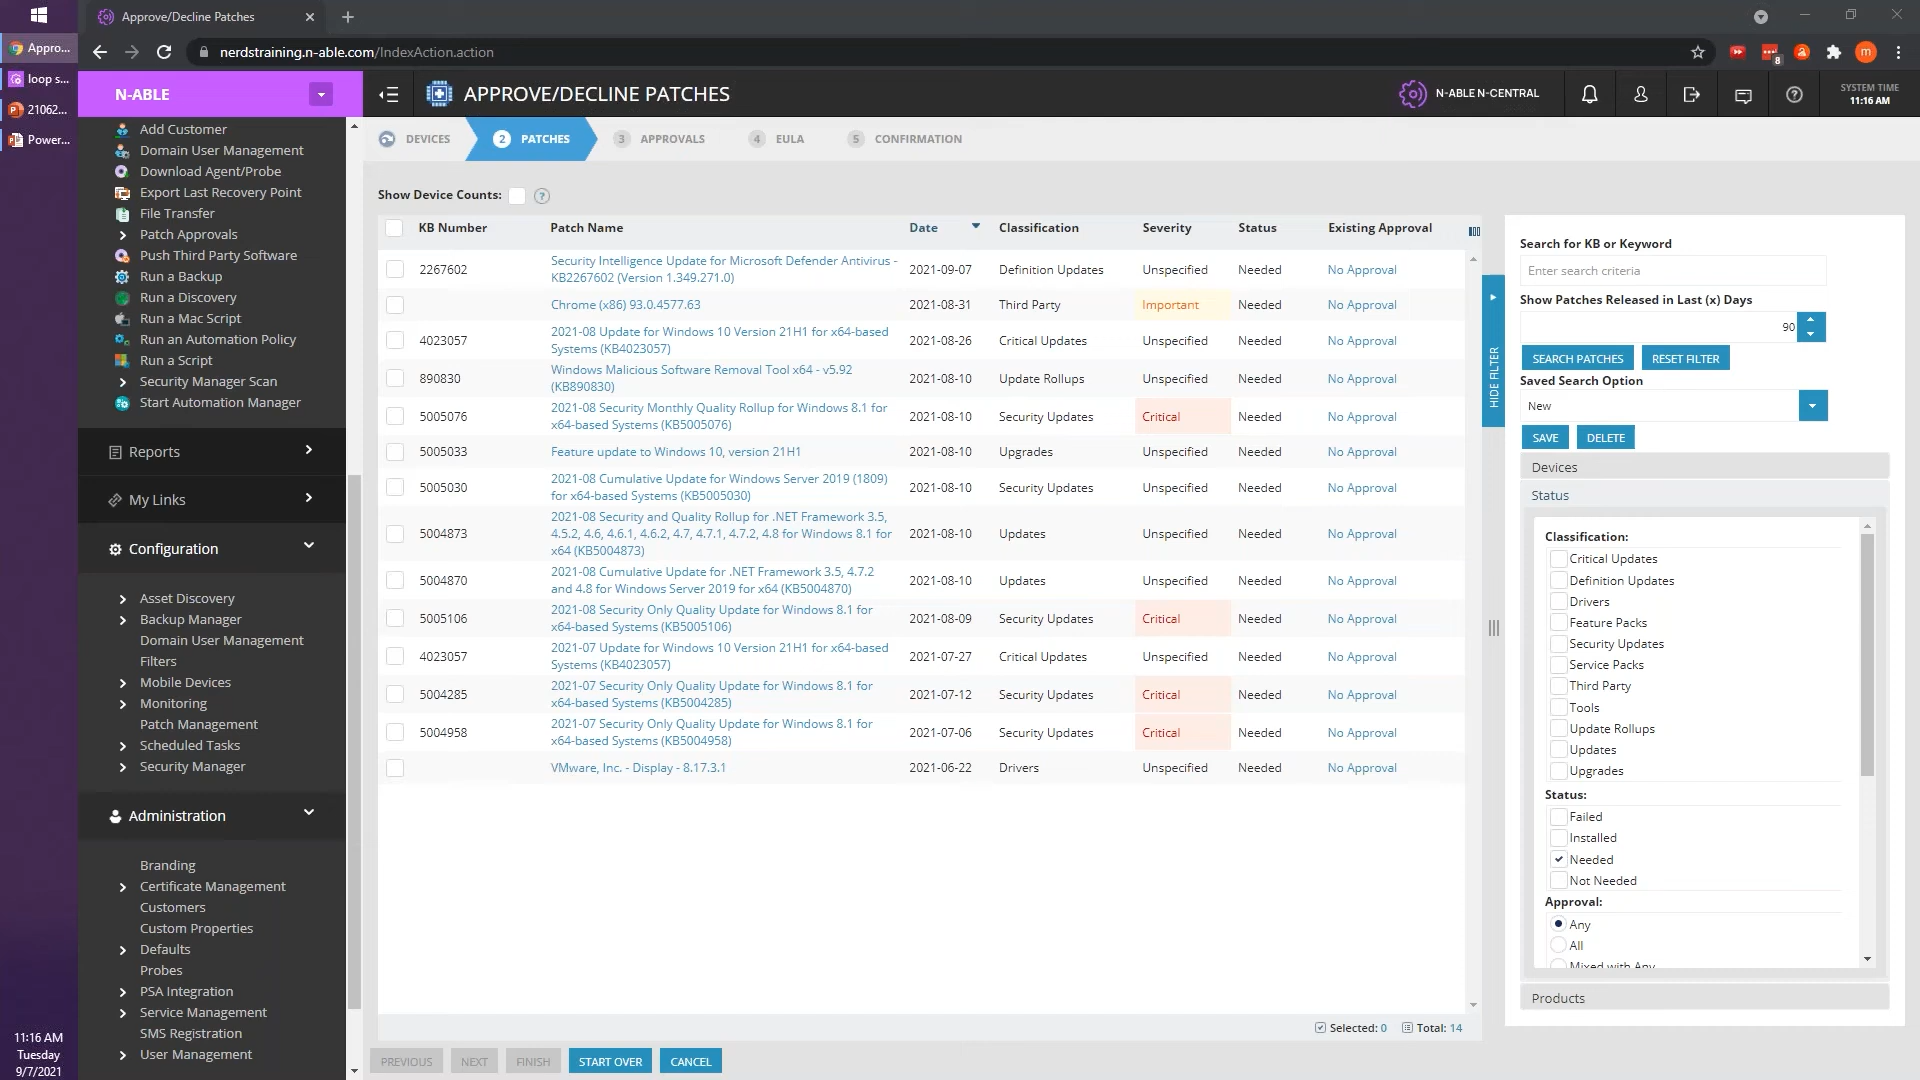 Appro...
loop s...
21062...
Power...
11:16 AM
Tuesday
9/7/2021
Approve/Decline Patches
nerdstraining.n-able.com/IndexAction.action
8
m
N-ABLE
APPROVE/DECLINE PATCHES
N-ABLE N-CENTRAL
SYSTEM TIME
11:16 AM
Add Customer
Domain User Management
Download Agent/Probe
Export Last Recovery Point
File Transfer
Patch Approvals
Push Third Party Software
Run a Backup
Run a Discovery
Run a Mac Script
Run an Automation Policy
Run a Script
Security Manager Scan
Start Automation Manager
Reports
My Links
Configuration
Asset Discovery
Backup Manager
Domain User Management
Filters
Mobile Devices
Monitoring
Patch Management
Scheduled Tasks
Security Manager
Administration
Branding
Certificate Management
Customers
Custom Properties
Defaults
Probes
PSA Integration
Service Management
SMS Registration
User Management
DEVICES 2 PATCHES 3 APPROVALS 4 EULA 5 CONFIRMATION
Show Device Counts: ?
KB Number Patch Name Date Classification Severity Status Existing Approval
2267602 Security Intelligence Update for Microsoft Defender Antivirus - 2021-09-07 Definition Updates Unspecified Needed No Approval
KB2267602 (Version 1.349.271.0)
Chrome (x86) 93.0.4577.63 2021-08-31 Third Party Important Needed No Approval
4023057 2021-08 Update for Windows 10 Version 21H1 for x64-based 2021-08-26 Critical Updates Unspecified Needed No Approval
Systems (KB4023057)
890830 Windows Malicious Software Removal Tool x64 - v5.92 2021-08-10 Update Rollups Unspecified Needed No Approval
(KB890830)
5005076 2021-08 Security Monthly Quality Rollup for Windows 8.1 for 2021-08-10 Security Updates Critical Needed No Approval
x64-based Systems (KB5005076)
5005033 Feature update to Windows 10, version 21H1 2021-08-10 Upgrades Unspecified Needed No Approval
5005030 2021-08 Cumulative Update for Windows Server 2019 (1809) 2021-08-10 Security Updates Unspecified Needed No Approval
for x64-based Systems (KB5005030)
5004873 2021-08 Security and Quality Rollup for .NET Framework 3.5, 2021-08-10 Updates Unspecified Needed No Approval
4.5.2, 4.6, 4.6.1, 4.6.2, 4.7, 4.7.1, 4.7.2, 4.8 for Windows 8.1 for
x64 (KB5004873)
5004870 2021-08 Cumulative Update for .NET Framework 3.5, 4.7.2 2021-08-10 Updates Unspecified Needed No Approval
and 4.8 for Windows Server 2019 for x64 (KB5004870)
5005106 2021-08 Security Only Quality Update for Windows 8.1 for 2021-08-09 Security Updates Critical Needed No Approval
x64-based Systems (KB5005106)
4023057 2021-07 Update for Windows 10 Version 21H1 for x64-based 2021-07-27 Critical Updates Unspecified Needed No Approval
Systems (KB4023057)
5004285 2021-07 Security Only Quality Update for Windows 8.1 for 2021-07-12 Security Updates Critical Needed No Approval
x64-based Systems (KB5004285)
5004958 2021-07 Security Only Quality Update for Windows 8.1 for 2021-07-06 Security Updates Critical Needed No Approval
x64-based Systems (KB5004958)
VMware, Inc. - Display - 8.17.3.1 2021-06-22 Drivers Unspecified Needed No Approval
Selected: 0 Total: 14
PREVIOUS NEXT FINISH START OVER CANCEL
HIDE FILTER
Search for KB or Keyword
Enter search criteria
Show Patches Released in Last (x) Days
90
SEARCH PATCHES RESET FILTER
Saved Search Option
New
SAVE DELETE
Devices
Status
Classification:
Critical Updates
Definition Updates
Drivers
Feature Packs
Security Updates
Service Packs
Third Party
Tools
Update Rollups
Updates
Upgrades
Status:
Failed
Installed
Needed
Not Needed
Approval:
Any
All
Mixed with Any
Products